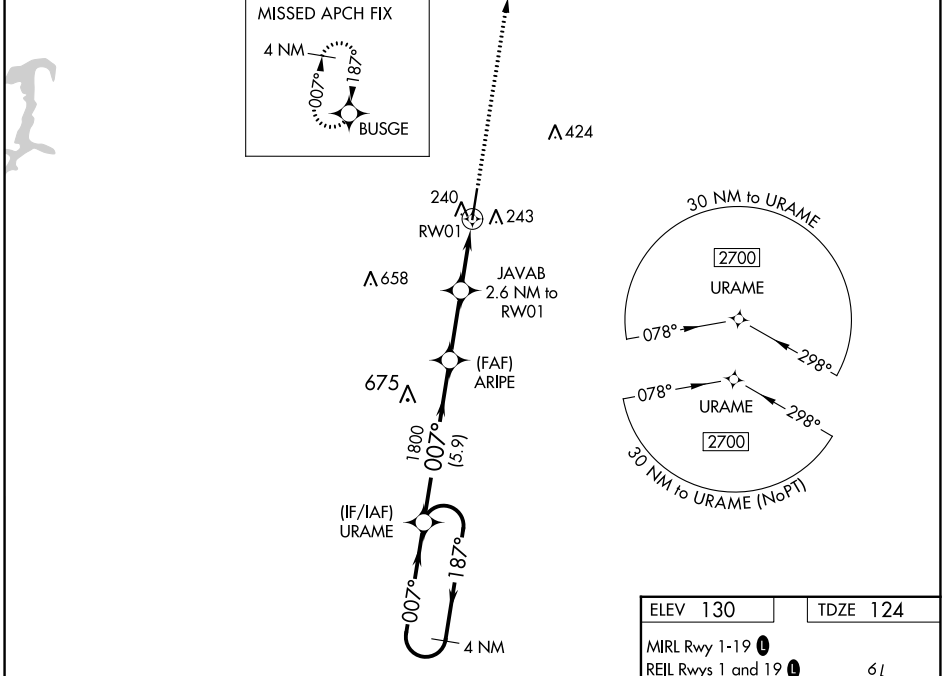 MISSED APCH FIX
4 NM
007°
187°
BUSGE
424
240
243
RW01
658
JAVAB
2.6 NM to
RW01
(FAF)
ARIPE
675
1800
007°
(5.9)
(IF/IAF)
URAME
007°
187°
4 NM
30 NM to URAME
2700
URAME
078°
298°
078°
298°
URAME
2700
30 NM to URAME (NoPT)
ELEV 130
TDZE 124
MIRL Rwy 1-19 L
REIL Rwys 1 and 19 L